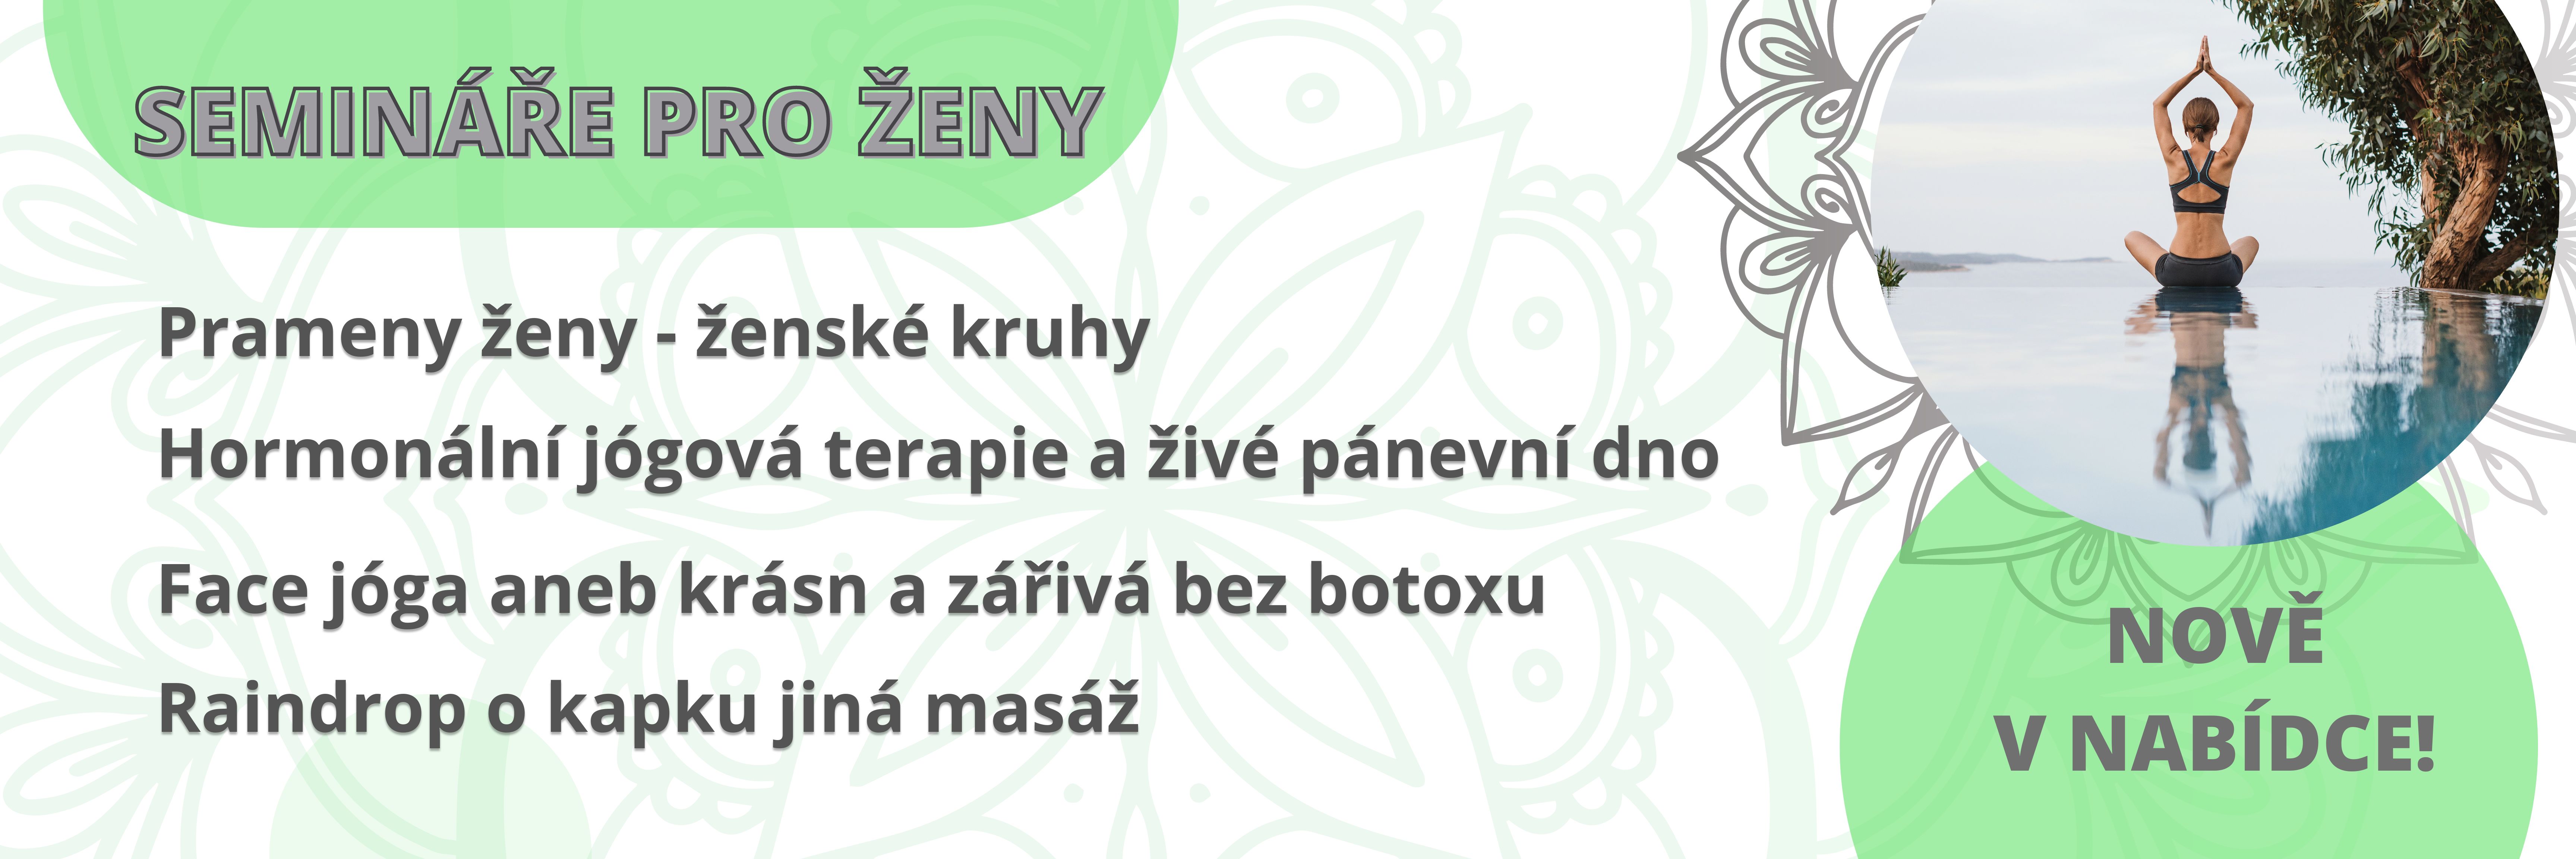 SEMINÁŘE PRO ŽENY
Prameny ženy - ženské kruhy
Hormonální jógová terapie a živé pánevní dno
Face jóga aneb krásn a zářivá bez botoxu
Raindrop o kapku jiná masáž
NOVĚ
V NABÍDCE!